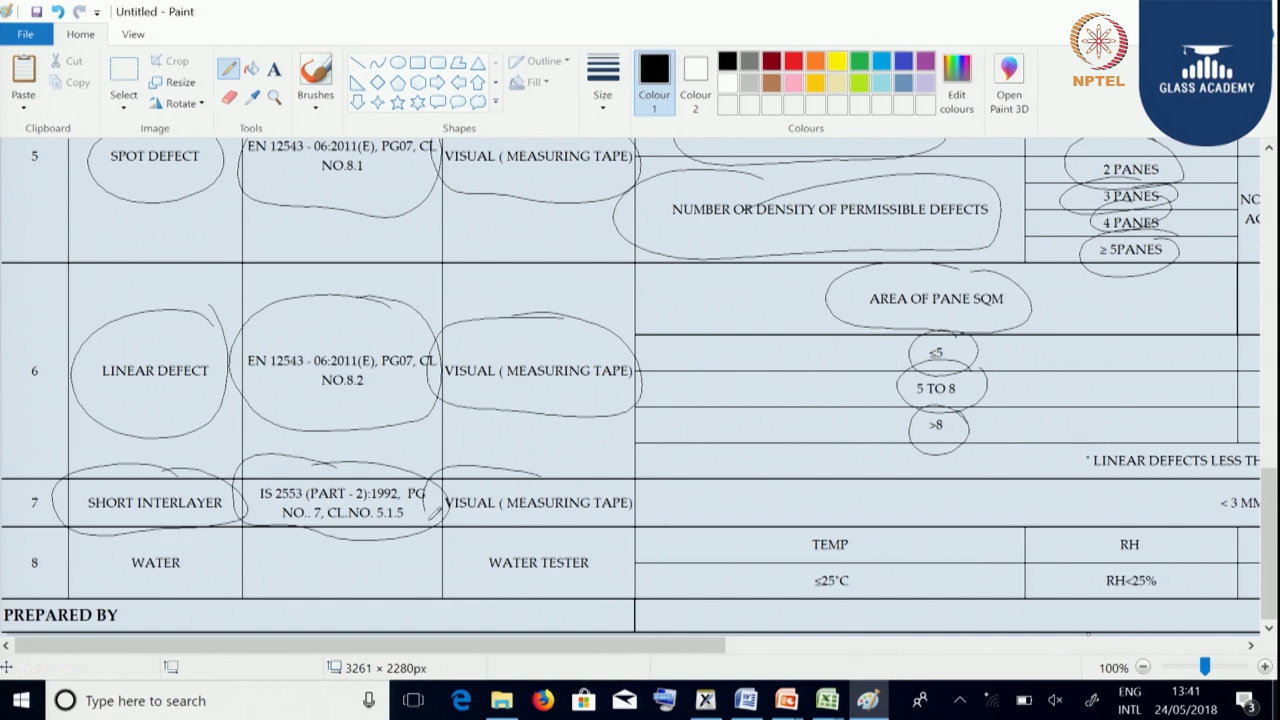 Untitled - Paint
File
Home
View
Paste
Cut
Copy
Clipboard
Select
Crop
Resize
Rotate
Image
Tools
Brushes
Outline
Fill
Shapes
Size
Colour
1
Colour
2
Edit
colours
Open
Paint 3D
Colours
NPTEL
GLASS ACADEMY
5
SPOT DEFECT
EN 12543 - 06:2011(E), PG07, CL
NO.8.1
VISUAL ( MEASURING TAPE)
NUMBER OR DENSITY OF PERMISSIBLE DEFECTS
2 PANES
3 PANES
4 PANES
≥ 5PANES
6
LINEAR DEFECT
EN 12543 - 06:2011(E), PG07, CL
NO.8.2
VISUAL ( MEASURING TAPE)
AREA OF PANE SQM
≤5
5 TO 8
>8
* LINEAR DEFECTS LESS TH
7
SHORT INTERLAYER
IS 2553 (PART - 2):1992, PG
NO.. 7, CL.NO. 5.1.5
VISUAL ( MEASURING TAPE)
< 3 MM
8
WATER
WATER TESTER
TEMP
RH
≤25°C
RH<25%
PREPARED BY
3261 × 2280px
100%
Type here to search
ENG
INTL
13:41
24/05/2018
3